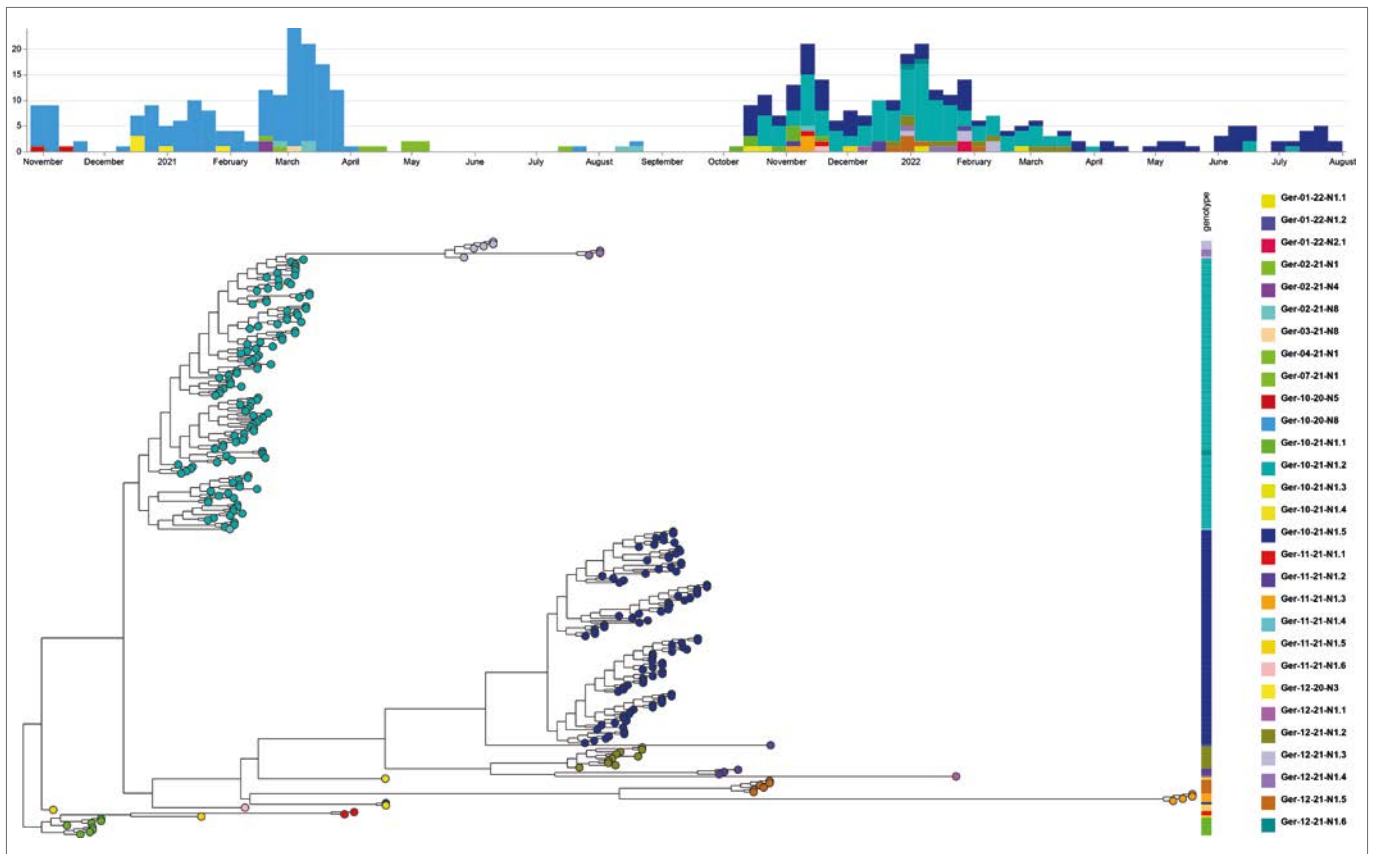 20
15
10
5
0
November December 2021 February March April May June July August September October November December 2022 February March April May June July August
genotype
Ger-01-22-N1.1
Ger-01-22-N1.2
Ger-01-22-N2.1
Ger-02-21-N1
Ger-02-21-N4
Ger-02-21-N8
Ger-03-21-N8
Ger-04-21-N1
Ger-07-21-N1
Ger-10-20-N5
Ger-10-20-N8
Ger-10-21-N1.1
Ger-10-21-N1.2
Ger-10-21-N1.3
Ger-10-21-N1.4
Ger-10-21-N1.5
Ger-11-21-N1.1
Ger-11-21-N1.2
Ger-11-21-N1.3
Ger-11-21-N1.4
Ger-11-21-N1.5
Ger-11-21-N1.6
Ger-12-20-N3
Ger-12-21-N1.1
Ger-12-21-N1.2
Ger-12-21-N1.3
Ger-12-21-N1.4
Ger-12-21-N1.5
Ger-12-21-N1.6